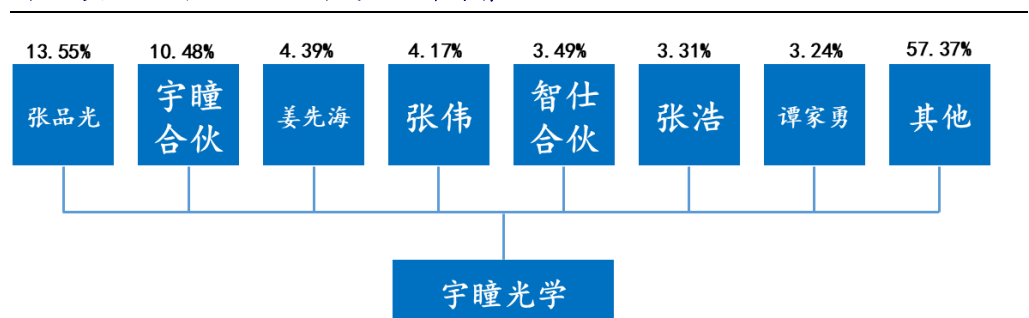 13.55% 10.48% 4.39% 4.17% 3.49% 3.31% 3.24% 57.37%
张品光
宇瞳
合伙
姜先海
张伟
智仕
合伙
张浩
谭家勇
其他
宇瞳光学